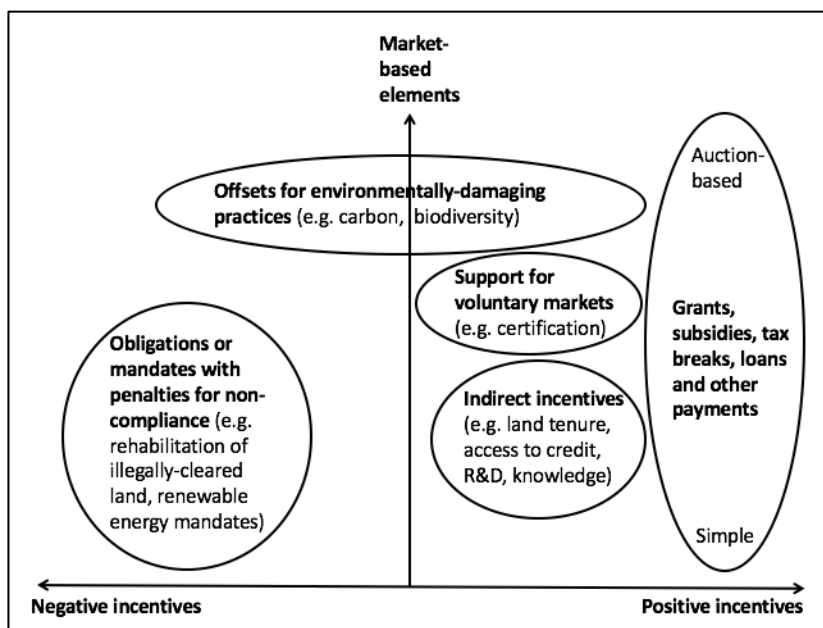 Market-
based
elements
Auction-
based
Offsets for environmentally-damaging
practices (e.g. carbon, biodiversity)
Support for
voluntary markets
(e.g. certification)
Grants,
subsidies, tax
breaks, loans
and other
payments
Obligations or
mandates with
penalties for non-
compliance (e.g.
rehabilitation of
illegally-cleared
land, renewable
energy mandates)
Indirect incentives
(e.g. land tenure,
access to credit,
R&D, knowledge)
Simple
Negative incentives
Positive incentives